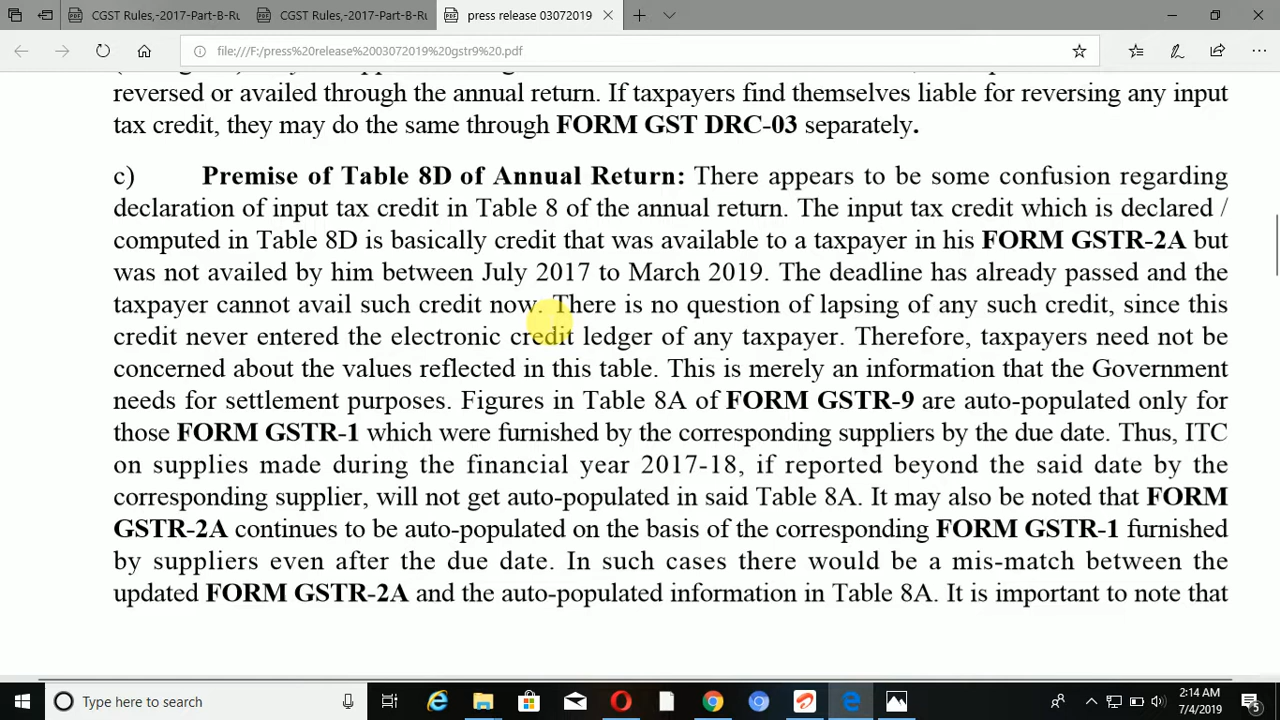 CGST Rules,-2017-Part-B-Ru
CGST Rules,-2017-Part-B-Ru
press release 03072019
file:///F:/press%20release%2003072019%20gstr9%20.pdf
reversed or availed through the annual return. If taxpayers find themselves liable for reversing any input
tax credit, they may do the same through FORM GST DRC-03 separately.
c) Premise of Table 8D of Annual Return: There appears to be some confusion regarding
declaration of input tax credit in Table 8 of the annual return. The input tax credit which is declared /
computed in Table 8D is basically credit that was available to a taxpayer in his FORM GSTR-2A but
was not availed by him between July 2017 to March 2019. The deadline has already passed and the
taxpayer cannot avail such credit now. There is no question of lapsing of any such credit, since this
credit never entered the electronic credit ledger of any taxpayer. Therefore, taxpayers need not be
concerned about the values reflected in this table. This is merely an information that the Government
needs for settlement purposes. Figures in Table 8A of FORM GSTR-9 are auto-populated only for
those FORM GSTR-1 which were furnished by the corresponding suppliers by the due date. Thus, ITC
on supplies made during the financial year 2017-18, if reported beyond the said date by the
corresponding supplier, will not get auto-populated in said Table 8A. It may also be noted that FORM
GSTR-2A continues to be auto-populated on the basis of the corresponding FORM GSTR-1 furnished
by suppliers even after the due date. In such cases there would be a mis-match between the
updated FORM GSTR-2A and the auto-populated information in Table 8A. It is important to note that
Type here to search
2:14 AM
7/4/2019
5